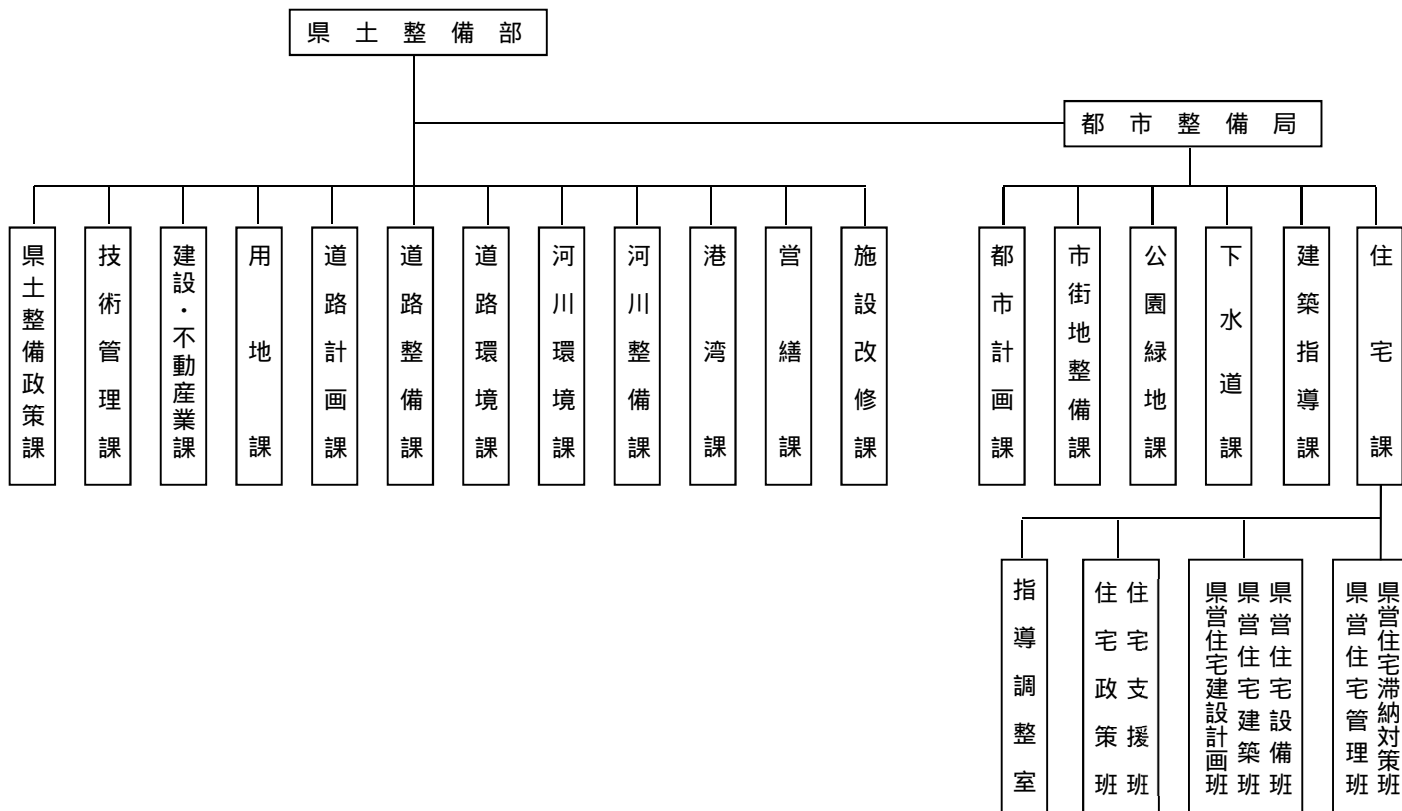 県土整備部
都市整備局
県土整備政策課
技術管理課
建設・不動産業課
用地課
道路計画課
道路整備課
道路環境課
河川環境課
河川整備課
港湾課
営繕課
施設改修課
都市計画課
市街地整備課
公園緑地課
下水道課
建築指導課
住宅課
指導調整室
住宅政策班
住宅支援班
県営住宅建設計画班
県営住宅建築班
県営住宅設備班
県営住宅管理班
県営住宅滞納対策班